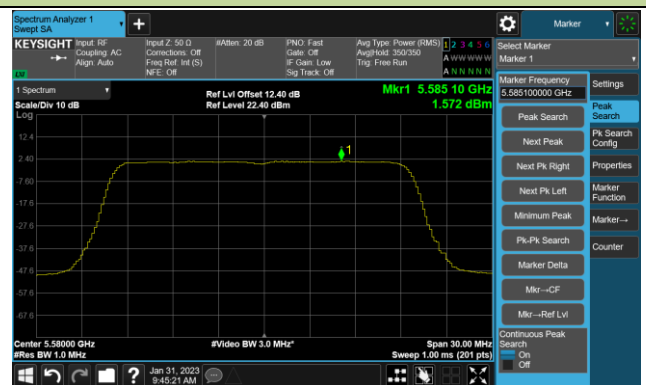 Spectrum Analyzer 1
Swept SA
+
Marker
KEYSIGHT
Input: RF
Coupling: AC
Align: Auto
Input Z: 50 Ω
Corrections: Off
Freq Ref: Int (S)
NFE: Off
#Atten: 20 dB
PNO: Fast
Gate: Off
IF Gain: Low
Sig Track: Off
Avg Type: Power (RMS)
Avg|Hold: 350/350
Trig: Free Run
1 2 3 4 5 6
A W W W W W
A N N N N N
LXI
Select Marker
Marker 1
1 Spectrum
Scale/Div 10 dB
Log
Ref Lvl Offset 12.40 dB
Ref Level 22.40 dBm
Mkr1 5.585 10 GHz
1.572 dBm
12.4
2.40
-7.60
-17.6
-27.6
-37.6
-47.6
-57.6
-67.6
1
Center 5.58000 GHz
#Res BW 1.0 MHz
#Video BW 3.0 MHz*
Span 30.00 MHz
Sweep 1.00 ms (201 pts)
Marker Frequency
5.585100000 GHz
Peak Search
Next Peak
Next Pk Right
Next Pk Left
Minimum Peak
Pk-Pk Search
Marker Delta
Mkr→CF
Mkr→Ref Lvl
Continuous Peak
Search
On
Off
Settings
Peak
Search
Pk Search
Config
Properties
Marker
Function
Marker→
Counter
?
Jan 31, 2023
9:45:21 AM